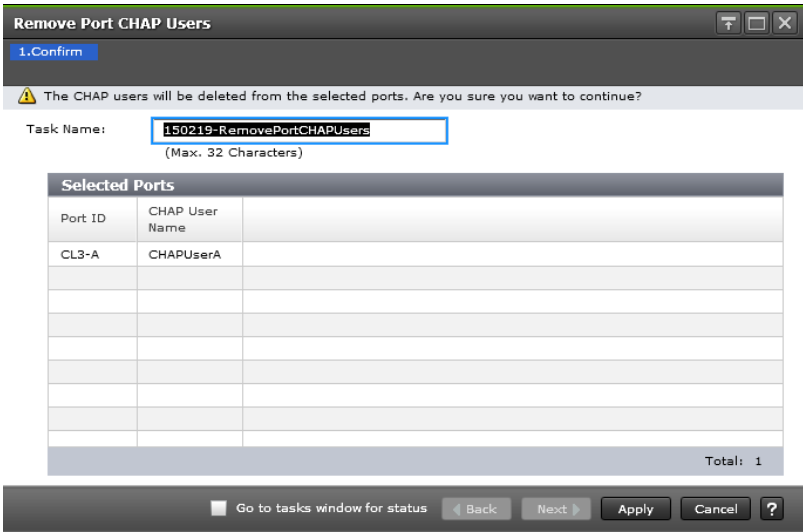 Remove Port CHAP Users
1.Confirm
The CHAP users will be deleted from the selected ports. Are you sure you want to continue?
Task Name: 150219-RemovePortCHAPUsers
(Max. 32 Characters)
Selected Ports
Port ID CHAP User Name
CL3-A CHAPUserA
Total: 1
Go to tasks window for status Back Next Apply Cancel ?